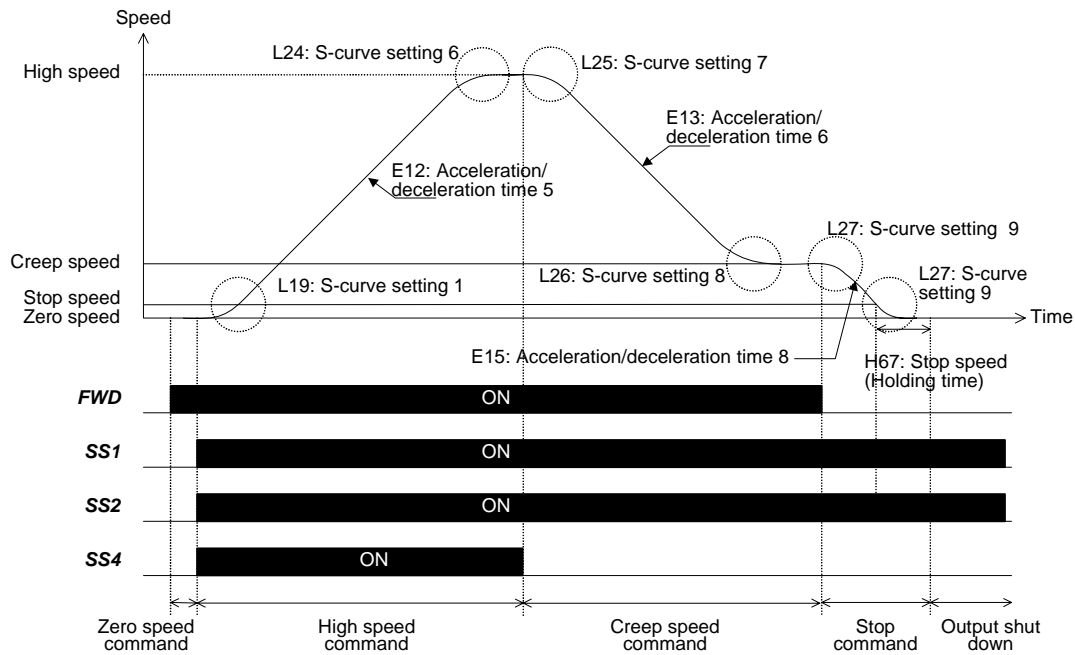 Speed
High speed
L24: S-curve setting 6
L25: S-curve setting 7
E13: Acceleration/
deceleration time 6
E12: Acceleration/
deceleration time 5
L27: S-curve setting 9
Creep speed
L26: S-curve setting 8
L27: S-curve
setting 9
L19: S-curve setting 1
Stop speed
Zero speed
Time
E15: Acceleration/deceleration time 8
H67: Stop speed
(Holding time)
FWD
ON
SS1
ON
SS2
ON
SS4
ON
Zero speed
command
High speed
command
Creep speed
command
Stop
command
Output shut
down